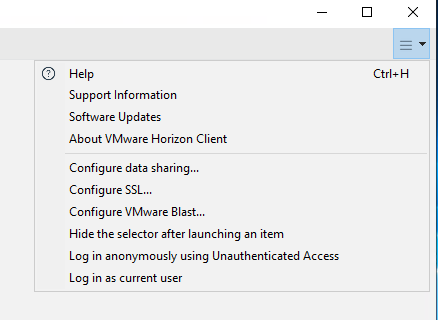 Help Ctrl+H
Support Information
Software Updates
About VMware Horizon Client
Configure data sharing...
Configure SSL...
Configure VMware Blast...
Hide the selector after launching an item
Log in anonymously using Unauthenticated Access
Log in as current user